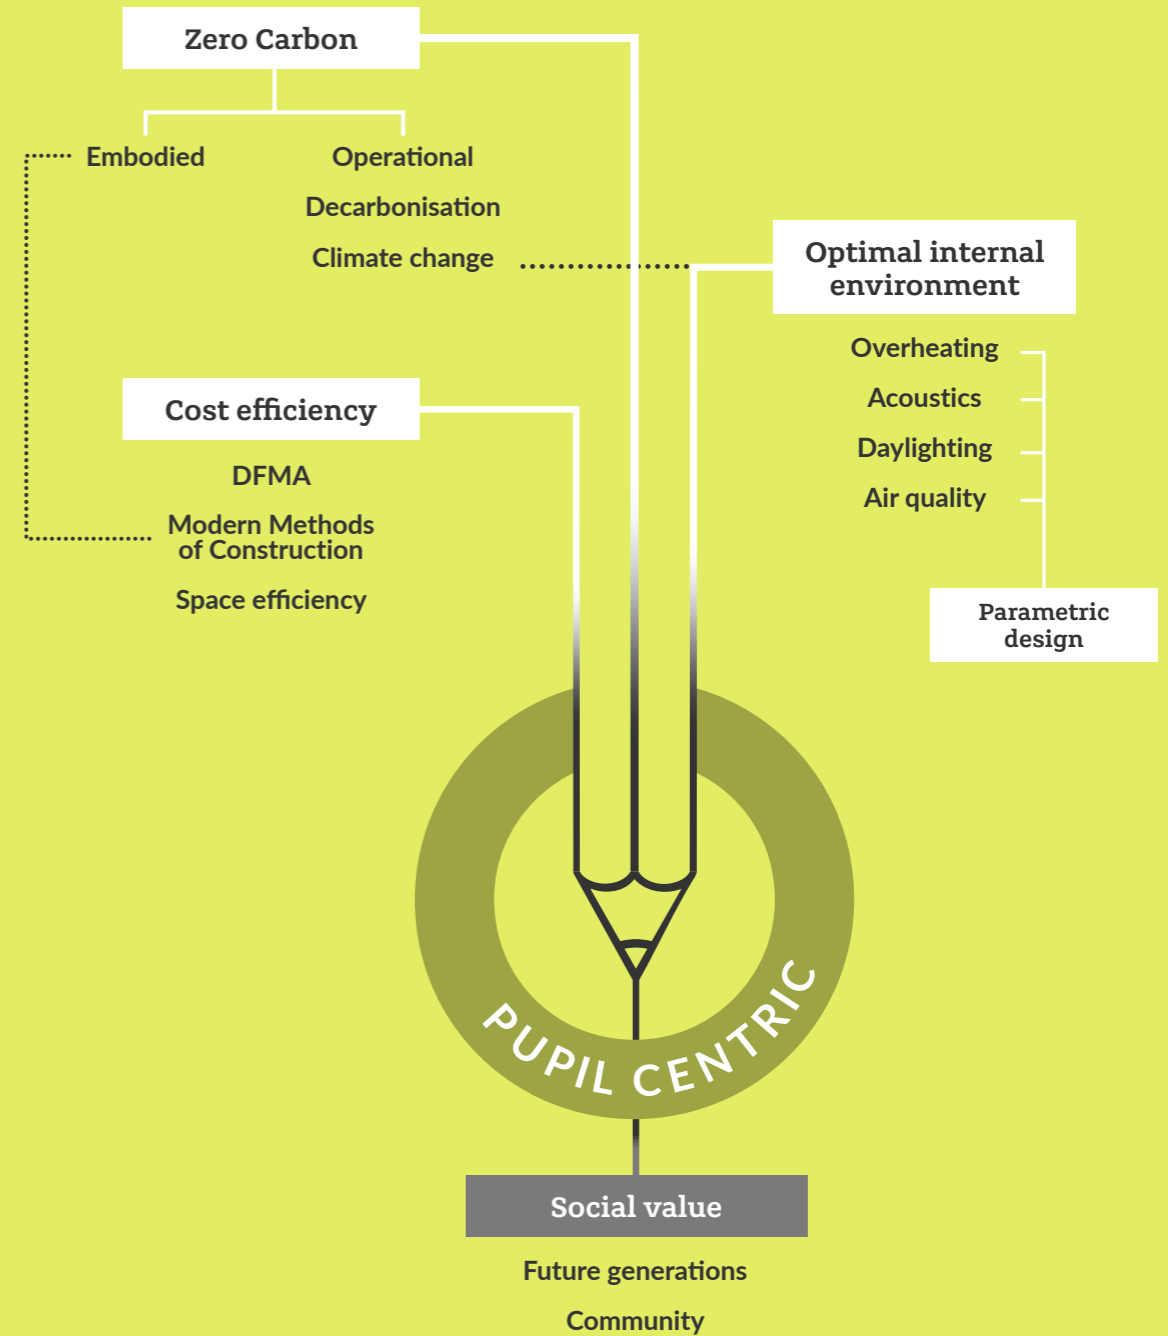 Zero Carbon
Embodied
Operational
Decarbonisation
Climate change
Optimal internal
environment
Overheating
Acoustics
Daylighting
Air quality
Parametric
design
Cost efficiency
DFMA
Modern Methods
of Construction
Space efficiency
PUPIL CENTRIC
Social value
Future generations
Community